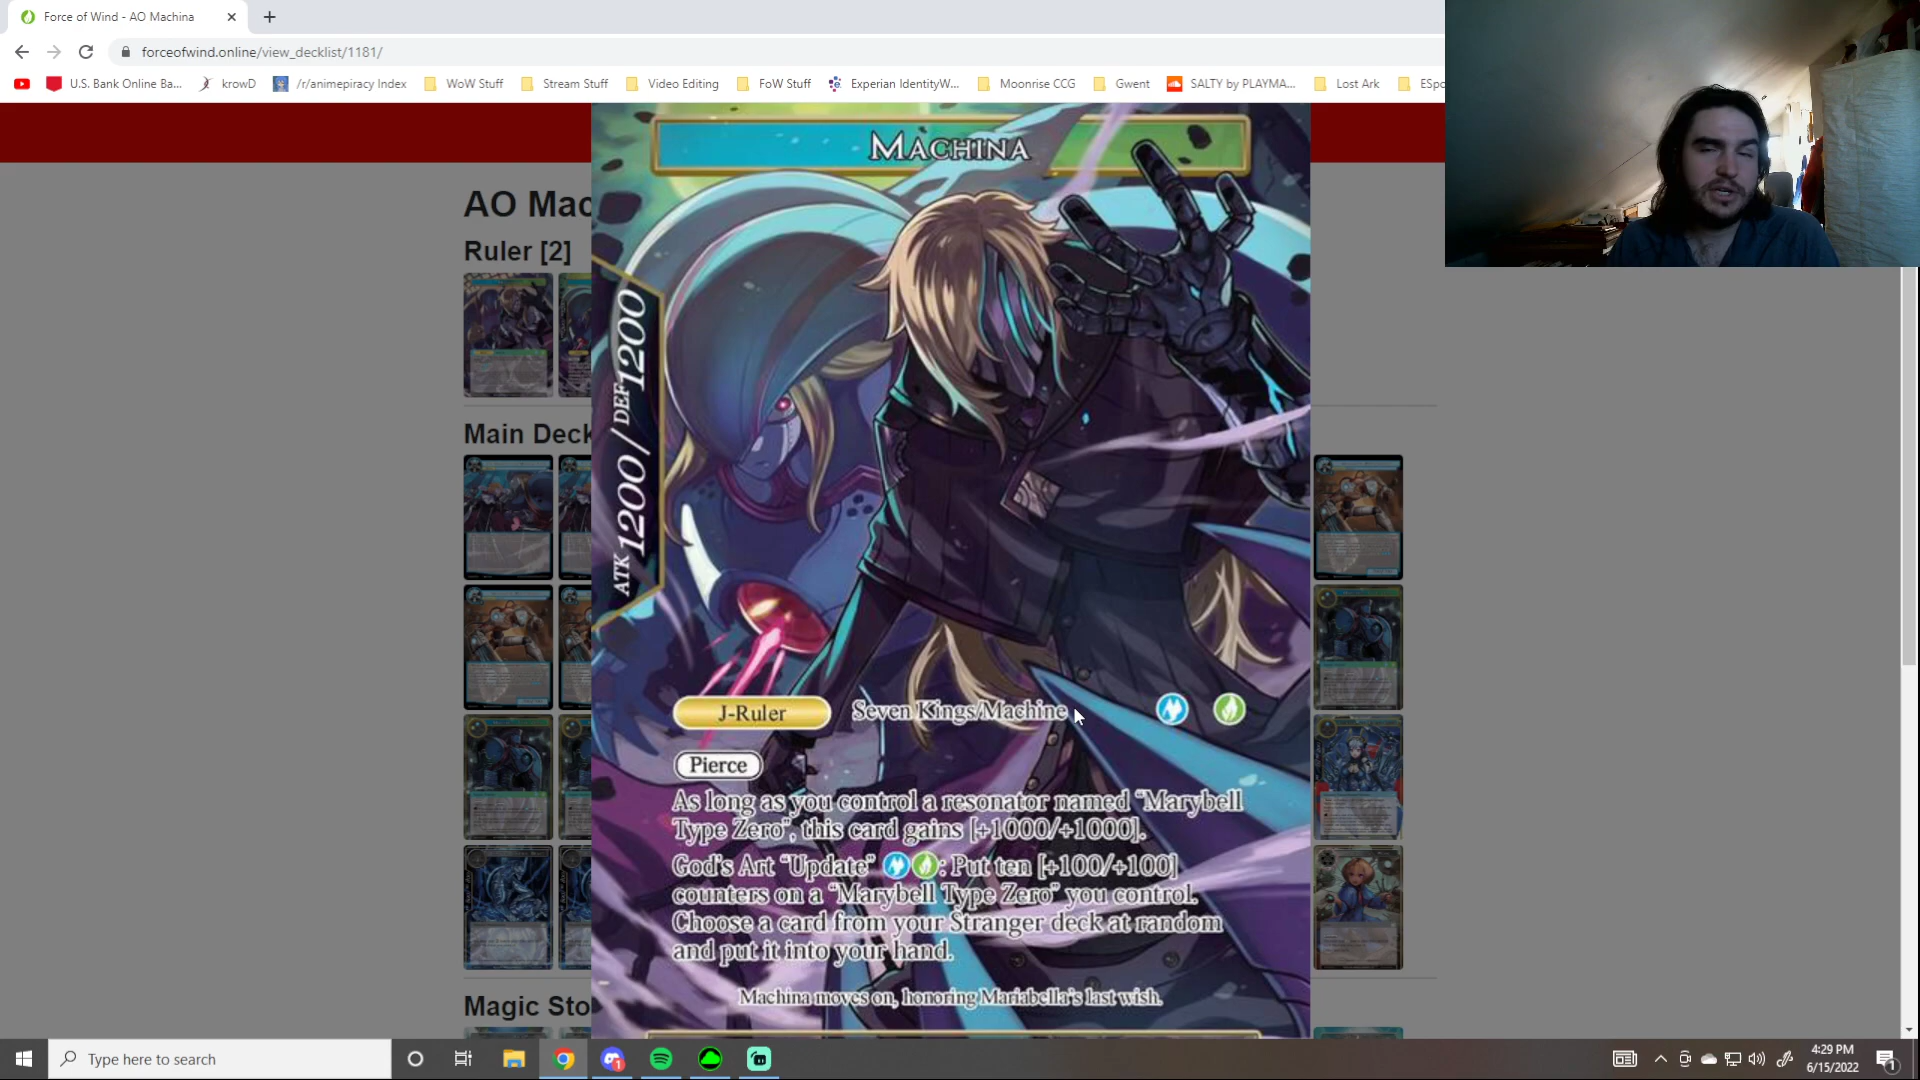 Force of Wind - AO Machina
forceofwind.online/view_decklist/1181/
U.S. Bank Online Ba...
krowD
/r/animepiracy Index
WoW Stuff
Stream Stuff
Video Editing
FoW Stuff
Experian IdentityW...
Moonrise CCG
Gwent
SALTY by PLAYMA...
Lost Ark
ESpo
AO Mac
Ruler [2]
Main Deck
Magic Sto
MACHINA
ATK 1200 / DEF 1200
J-Ruler
Seven Kings/Machine
Pierce
As long as you control a resonator named “Marybell
Type Zero”, this card gains [+1000/+1000].
God's Art “Update” : Put ten [+100/+100]
counters on a “Marybell Type Zero” you control.
Choose a card from your Stranger deck at random
and put it into your hand.
Machina moves on, honoring Mariabella's last wish.
Type here to search
1
4:29 PM
6/15/2022
1